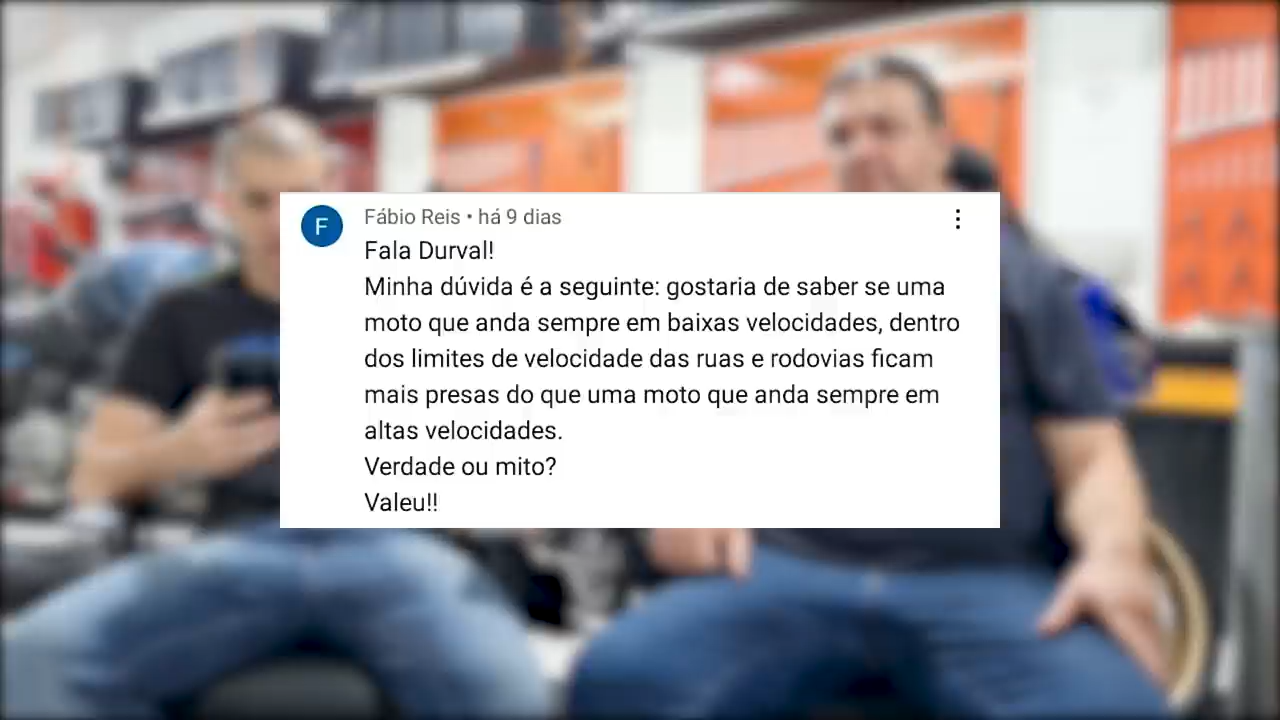 F
Fábio Reis • há 9 dias
Fala Durval!
Minha dúvida é a seguinte: gostaria de saber se uma
moto que anda sempre em baixas velocidades, dentro
dos limites de velocidade das ruas e rodovias ficam
mais presas do que uma moto que anda sempre em
altas velocidades.
Verdade ou mito?
Valeu!!